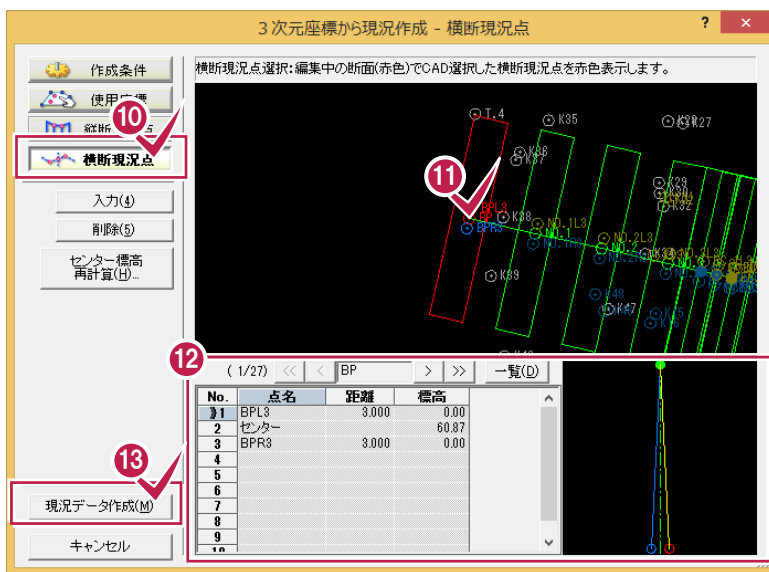 3次元座標から現況作成 - 横断現況点
?
×
作成条件
使用座標
横断現況点
入力(4)
削除(5)
センター標高
再計算(H)...
現況データ作成(M)
キャンセル
10
11
12
13
横断現況点選択:編集中の断面(赤色)でCAD選択した横断現況点を赤色表示します。
T.4
K35
K27
K36
K37
K29
K32
K38
BPL3
BPR3
NO.1L3
NO.1
NO.2L3
NO.2
K39
K48
K47
( 1/27)
<<
<
BP
>
>>
一覧(D)
No. 点名 距離 標高
1 BPL3 3.000 0.00
2 センター 60.87
3 BPR3 3.000 0.00
4
5
6
7
8
9
10